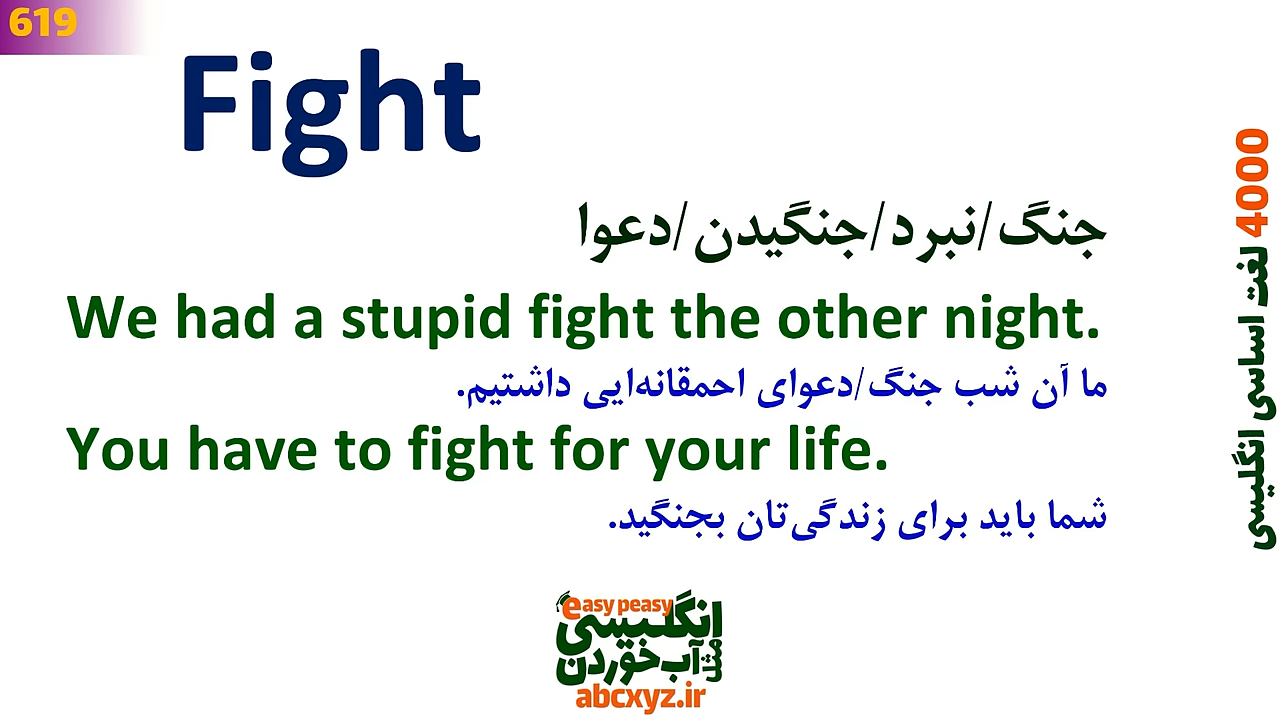 619
Fight
جنگ/نبرد/جنگیدن/دعوا
We had a stupid fight the other night.
ما آن شب جنگ/دعوای احمقانه‌ایی داشتیم.
You have to fight for your life.
شما باید برای زندگی‌تان بجنگید.
4000 لغت اساسی انگلیسی
easy peasy
انگلیسی
مثل آب خوردن
abcxyz.ir